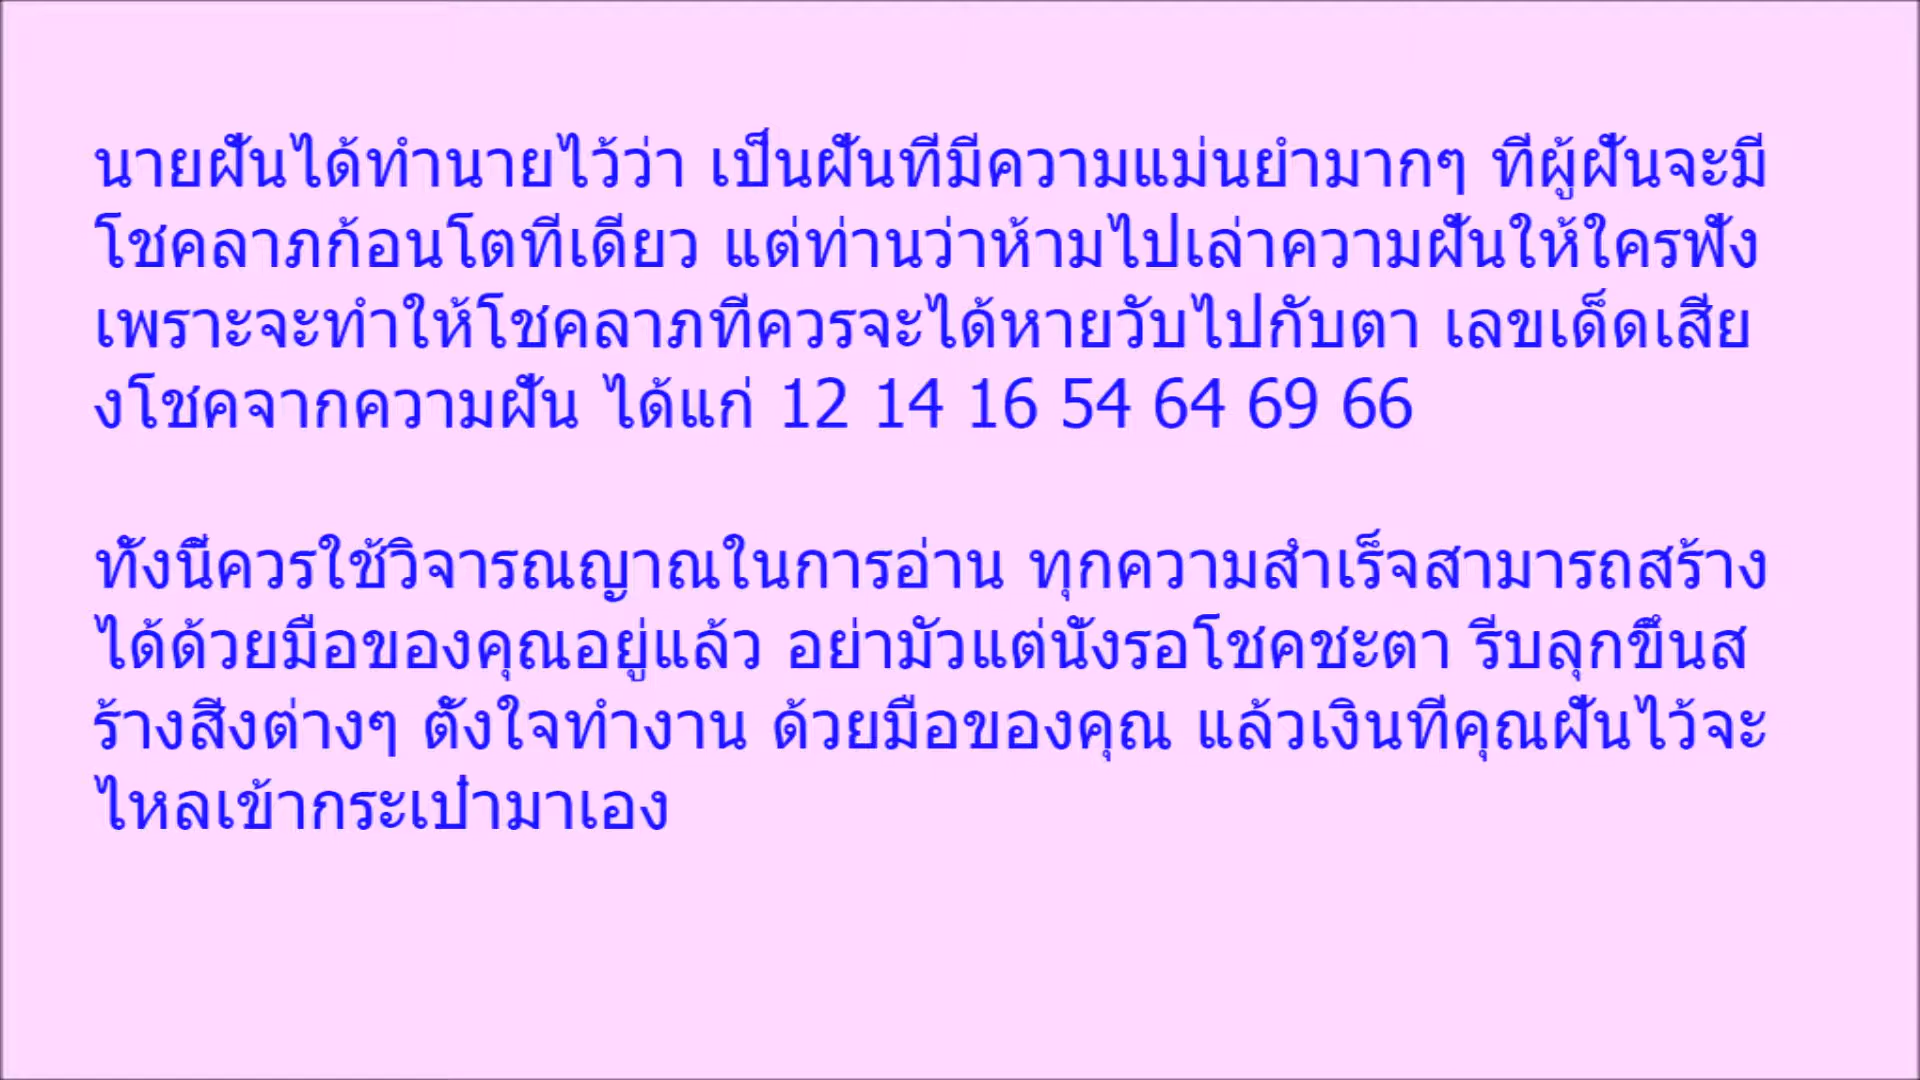 นายฝันได้ทำนายไว้ว่า เป็นฝันที่มีความแม่นยำมากๆ ที่ผู้ฝันจะมี
โชคลาภก้อนโตทีเดียว แต่ท่านว่าห้ามไปเล่าความฝันให้ใครฟัง
เพราะจะทำให้โชคลาภที่ควรจะได้หายวับไปกับตา เลขเด็ดเสี่ย
งโชคจากความฝัน ได้แก่ 12 14 16 54 64 69 66
ทั้งนี้ควรใช้วิจารณญาณในการอ่าน ทุกความสำเร็จสามารถสร้าง
ได้ด้วยมือของคุณอยู่แล้ว อย่ามัวแต่นั่งรอโชคชะตา รีบลุกขึ้นส
ร้างสิ่งต่างๆ ตั้งใจทำงาน ด้วยมือของคุณ แล้วเงินที่คุณฝันไว้จะ
ไหลเข้ากระเป๋ามาเอง